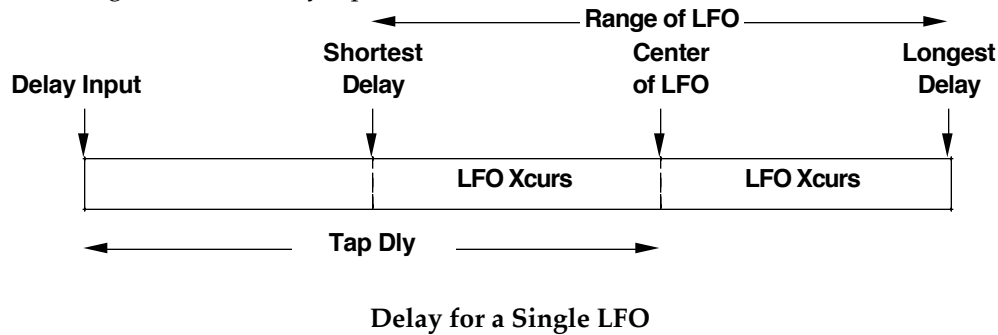 Range of LFO
Shortest
Delay
Center
of LFO
Longest
Delay
Delay Input
LFO Xcurs
LFO Xcurs
Tap Dly
Delay for a Single LFO